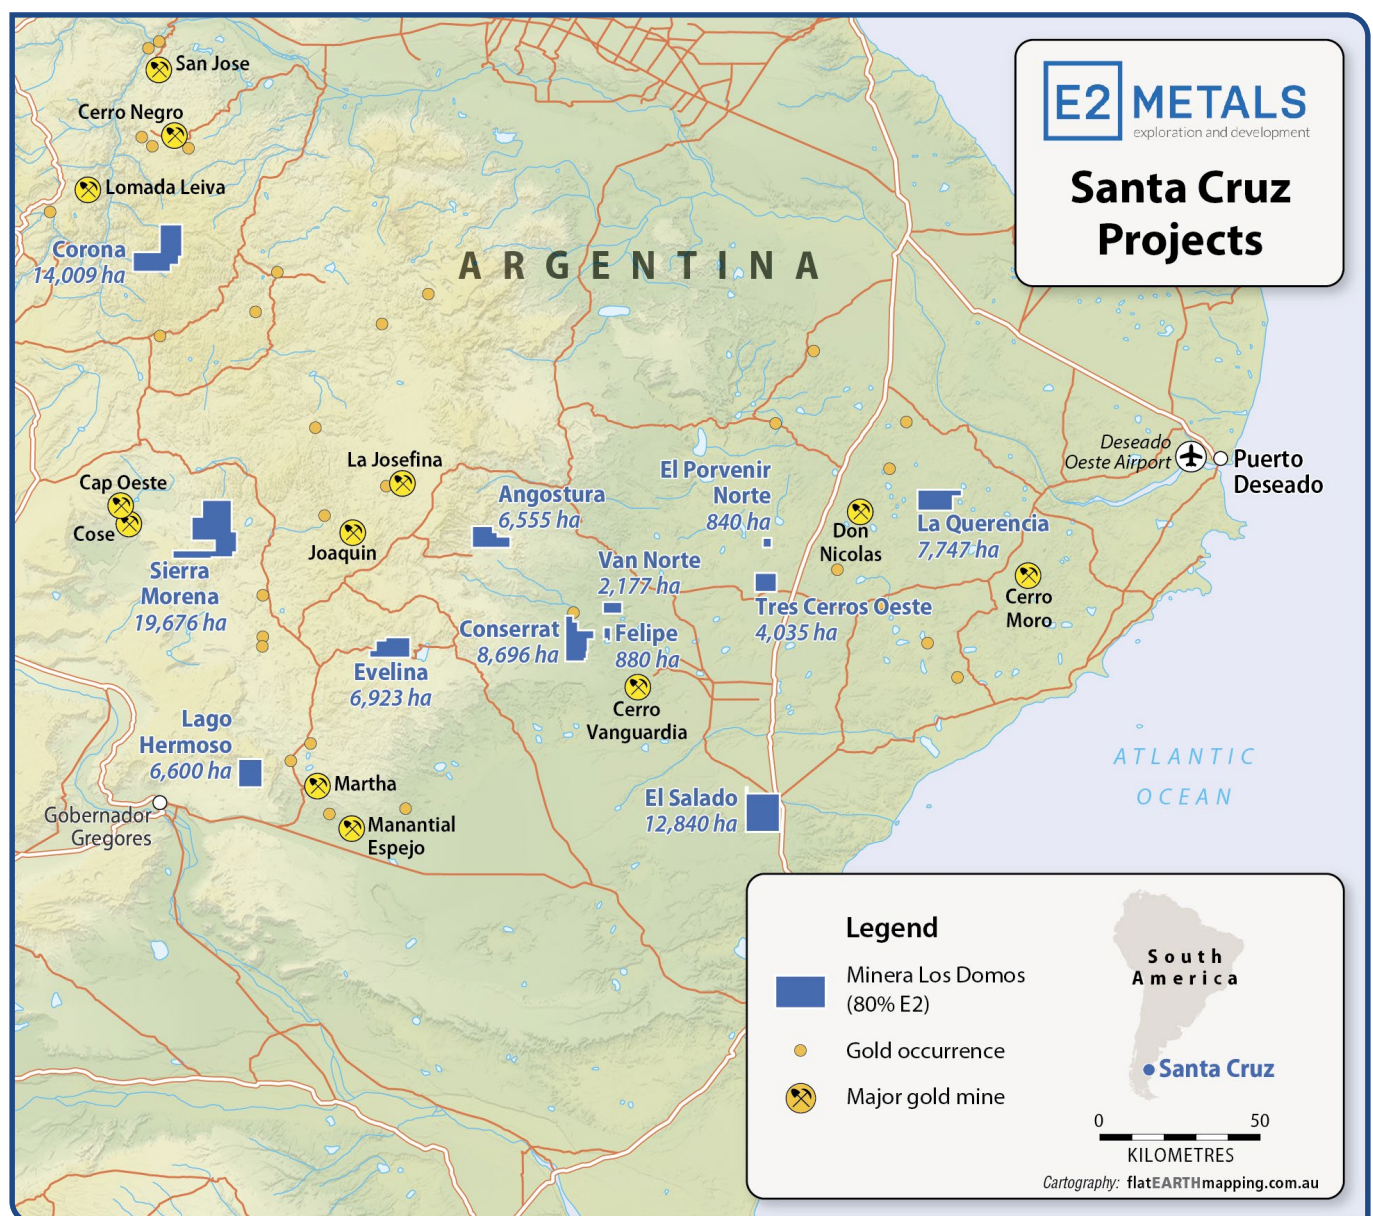 E2 METALS
exploration and development
Santa Cruz
Projects
San Jose
Cerro Negro
Lomada Leiva
Corona
14,009 ha
ARGENTINA
Deseado
Oeste Airport
Puerto
Deseado
La Josefina
Cap Oeste
Cose
Joaquin
Angostura
6,555 ha
El Porvenir
Norte
840 ha
Don
Nicolas
La Querencia
7,747 ha
Sierra
Morena
19,676 ha
Van Norte
2,177 ha
Tres Cerros Oeste
4,035 ha
Cerro
Moro
Conserrat
8,696 ha
Felipe
880 ha
Evelina
6,923 ha
Cerro
Vanguardia
Lago
Hermoso
6,600 ha
Martha
Manantial
Espejo
Gobernador
Gregores
El Salado
12,840 ha
ATLANTIC
OCEAN
Legend
Minera Los Domos
(80% E2)
Gold occurrence
Major gold mine
South
America
Santa Cruz
0 50
KILOMETRES
Cartography: flatEARTHmapping.com.au